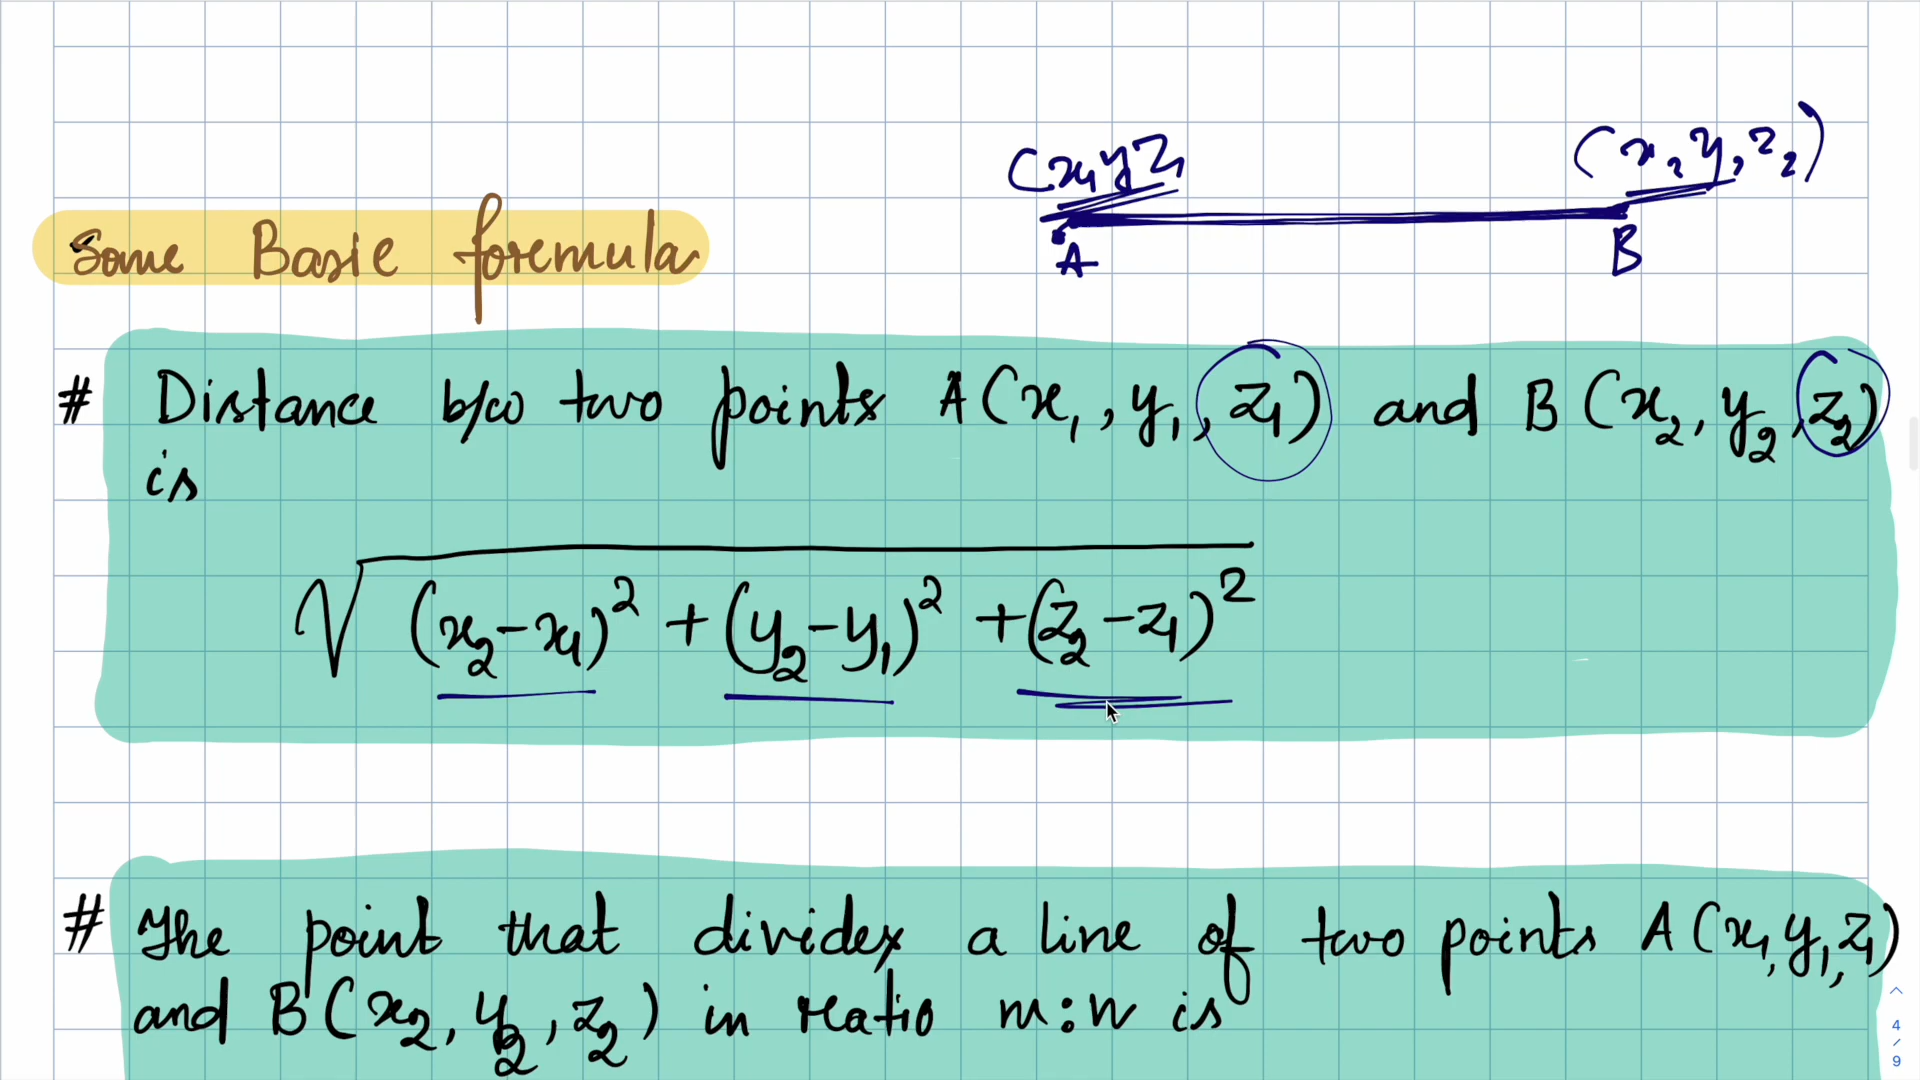 (x₁ y z₁
(x₂ y₂ z₂)
A
B
Some Basic formula
# Distance b/w two points A(x₁, y₁, z₁) and B(x₂, y₂, z₂)
is
√(x₂-x₁)² + (y₂-y₁)² + (z₂-z₁)²
# The point that divides a line of two points A(x₁, y₁, z₁)
and B(x₂, y₂, z₂) in ratio m:n is
4
/
9